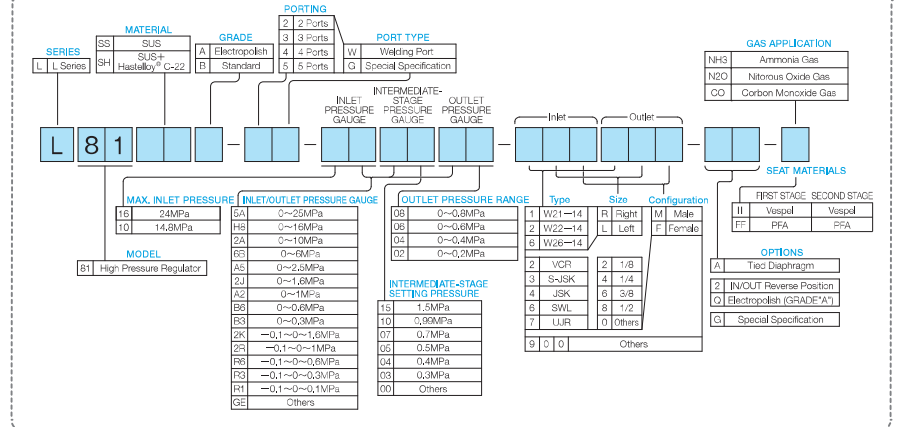 PORTING
2 2 Ports
3 3 Ports
4 4 Ports
5 5 Ports
MATERIAL
SS SUS
SH SUS+ Hastelloy® C-22
GRADE
A Electropolish
B Standard
PORT TYPE
W Welding Port
G Special Specification
SERIES
L L Series
GAS APPLICATION
NH3 Ammonia Gas
N2O Nitorous Oxide Gas
CO Corbon Monoxide Gas
INLET PRESSURE GAUGE
INTERMEDIATE-STAGE PRESSURE GAUGE
OUTLET PRESSURE GAUGE
Inlet
Outlet
L 8 1 — — — — —
MAX. INLET PRESSURE
16 24MPa
10 14.8MPa
MODEL
81 High Pressure Regulator
INLET/OUTLET PRESSURE GAUGE
5A 0～25MPa
H8 0～16MPa
2A 0～10MPa
6B 0～6MPa
A5 0～2.5MPa
2J 0～1.6MPa
A2 0～1MPa
B6 0～0.6MPa
B3 0～0.3MPa
2K −0.1～0～1.6MPa
2R −0.1～0～1MPa
R6 −0.1～0～0.6MPa
R3 −0.1～0～0.3MPa
R1 −0.1～0～0.1MPa
GE Others
OUTLET PRESSURE RANGE
08 0～0.8MPa
06 0～0.6MPa
04 0～0.4MPa
02 0～0.2MPa
INTERMEDIATE-STAGE
SETTING PRESSURE
15 1.5MPa
10 0.99MPa
07 0.7MPa
05 0.5MPa
04 0.4MPa
03 0.3MPa
00 Others
Type Size Configuration
1 W21−14 R Right M Male
2 W22−14 L Left F Female
6 W26−14
2 VCR 2 1/8
3 S-JSK 4 1/4
4 JSK 6 3/8
6 SWL 8 1/2
7 UJR 0 Others
9 0 0 Others
SEAT MATERIALS
FIRST STAGE SECOND STAGE
II Vespel Vespel
FF PFA PFA
OPTIONS
A Tied Diaphragm
2 IN/OUT Reverse Position
Q Electropolish (GRADE"A")
G Special Specification